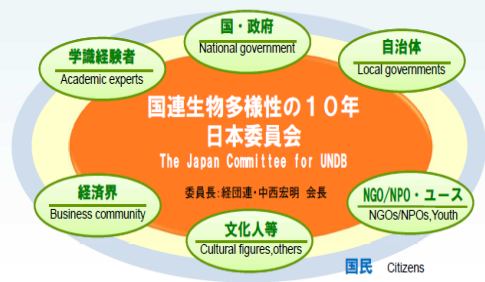 国・政府
National government
学識経験者
Academic experts
自治体
Local governments
国連生物多様性の１０年
日本委員会
The Japan Committee for UNDB
委員長:経団連・中西宏明 会長
経済界
Business community
NGO/NPO・ユース
NGOs/NPOs,Youth
文化人等
Cultural figures,others
国民 Citizens